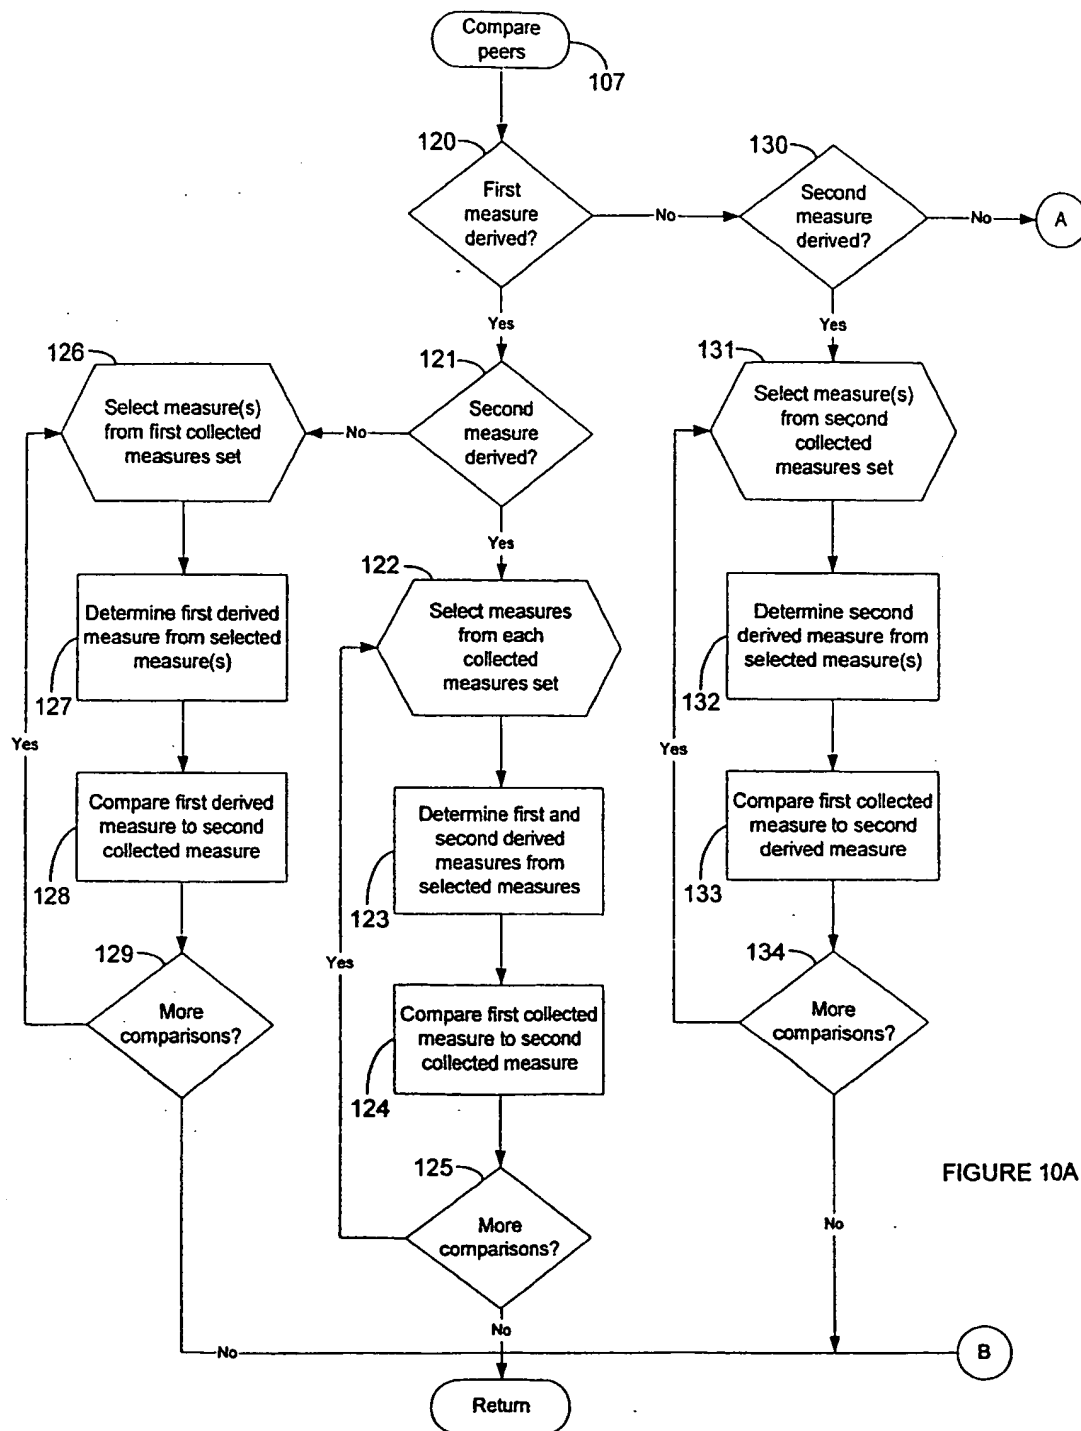 Compare
peers
107
120
First
measure
derived?
No
130
Second
measure
derived?
No
A
Yes
Yes
126
Select measure(s)
from first collected
measures set
No
121
Second
measure
derived?
131
Select measure(s)
from second
collected
measures set
Yes
122
Select measures
from each
collected
measures set
Determine first derived
measure from selected
measure(s)
127
Determine second
derived measure from
selected measure(s)
132
Yes
Yes
Compare first derived
measure to second
collected measure
128
Determine first and
second derived
measures from
selected measures
123
Compare first collected
measure to second
derived measure
133
129
More
comparisons?
Yes
134
More
comparisons?
Compare first collected
measure to second
collected measure
124
125
More
comparisons?
FIGURE 10A
No
No
No
B
Return